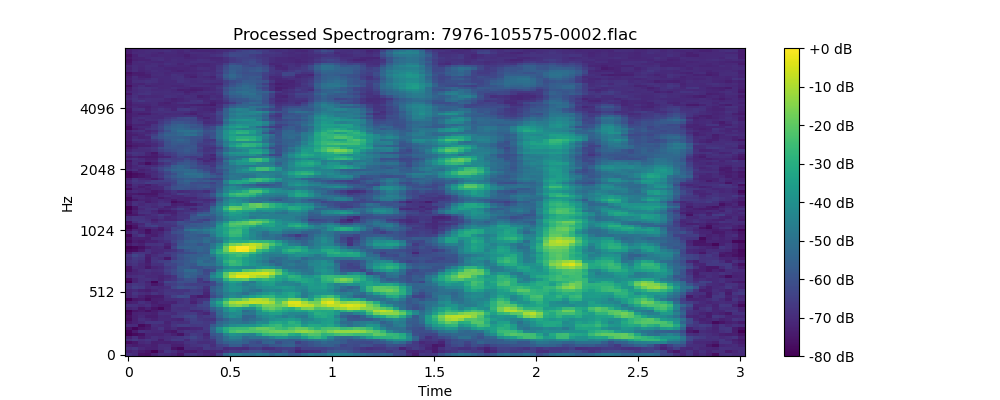 Processed Spectrogram: 7976-105575-0002.flac
Hz
4096
2048
1024
512
0
0
0.5
1
1.5
2
2.5
3
Time
+0 dB
-10 dB
-20 dB
-30 dB
-40 dB
-50 dB
-60 dB
-70 dB
-80 dB